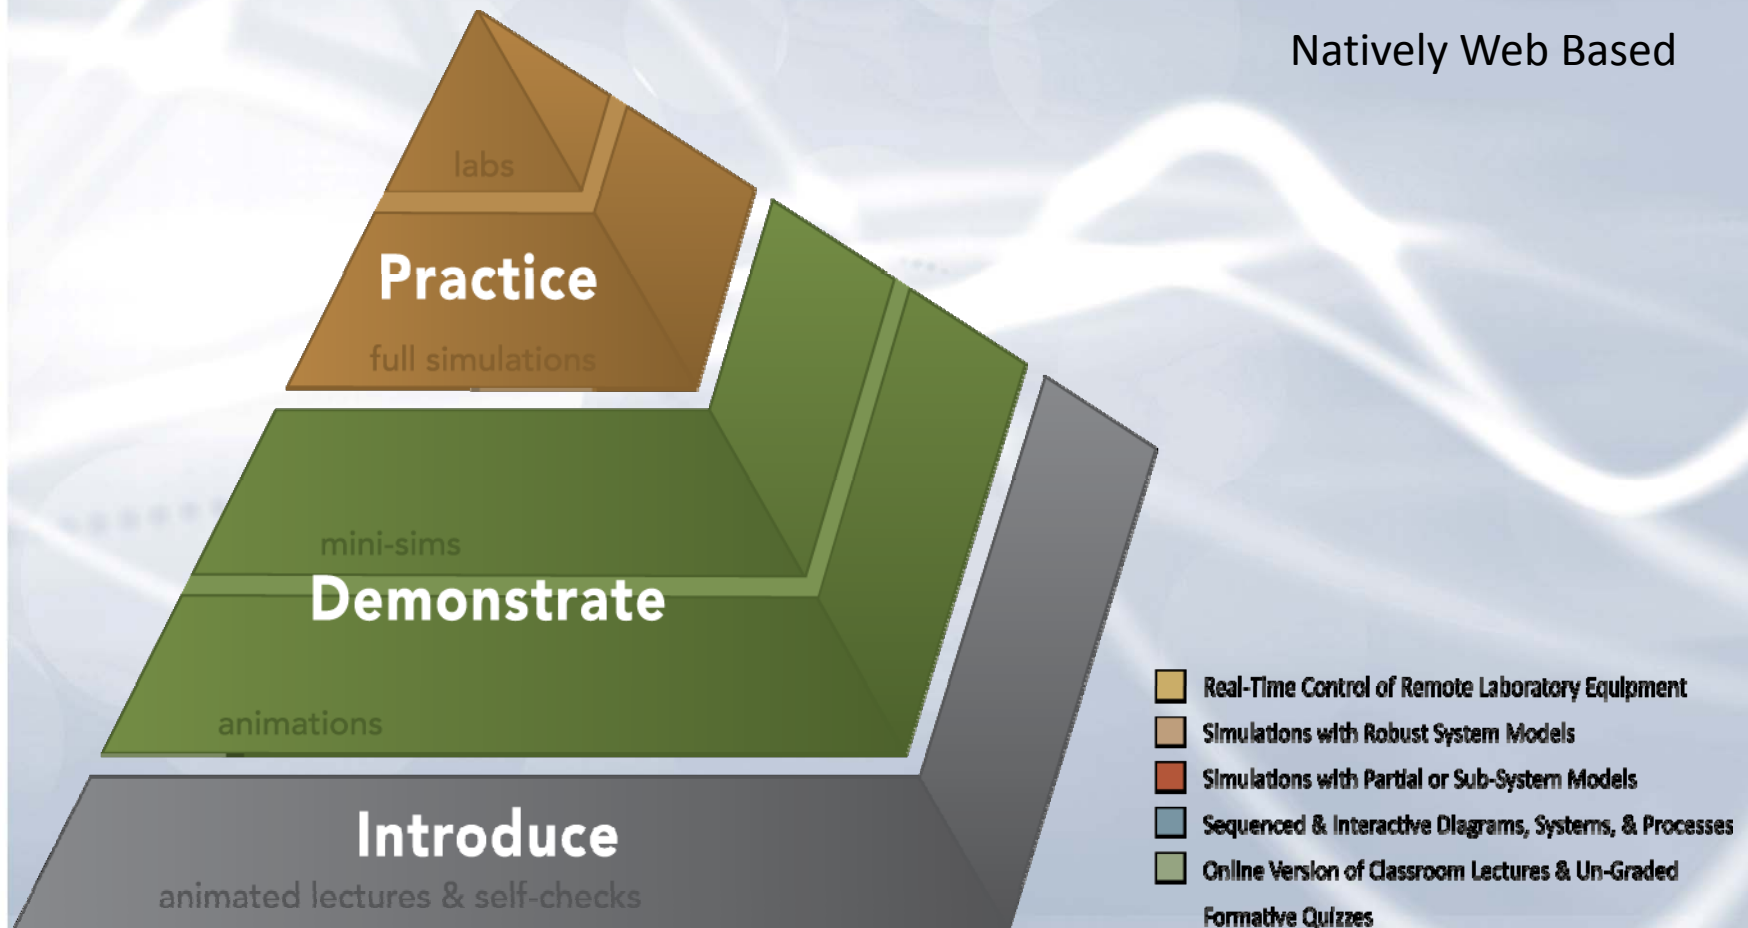 Natively Web Based
labs
Practice
full simulations
mini-sims
Demonstrate
animations
Introduce
animated lectures & self-checks
Real-Time Control of Remote Laboratory Equipment
Simulations with Robust System Models
Simulations with Partial or Sub-System Models
Sequenced & Interactive Diagrams, Systems, & Processes
Online Version of Classroom Lectures & Un-Graded
Formative Quizzes